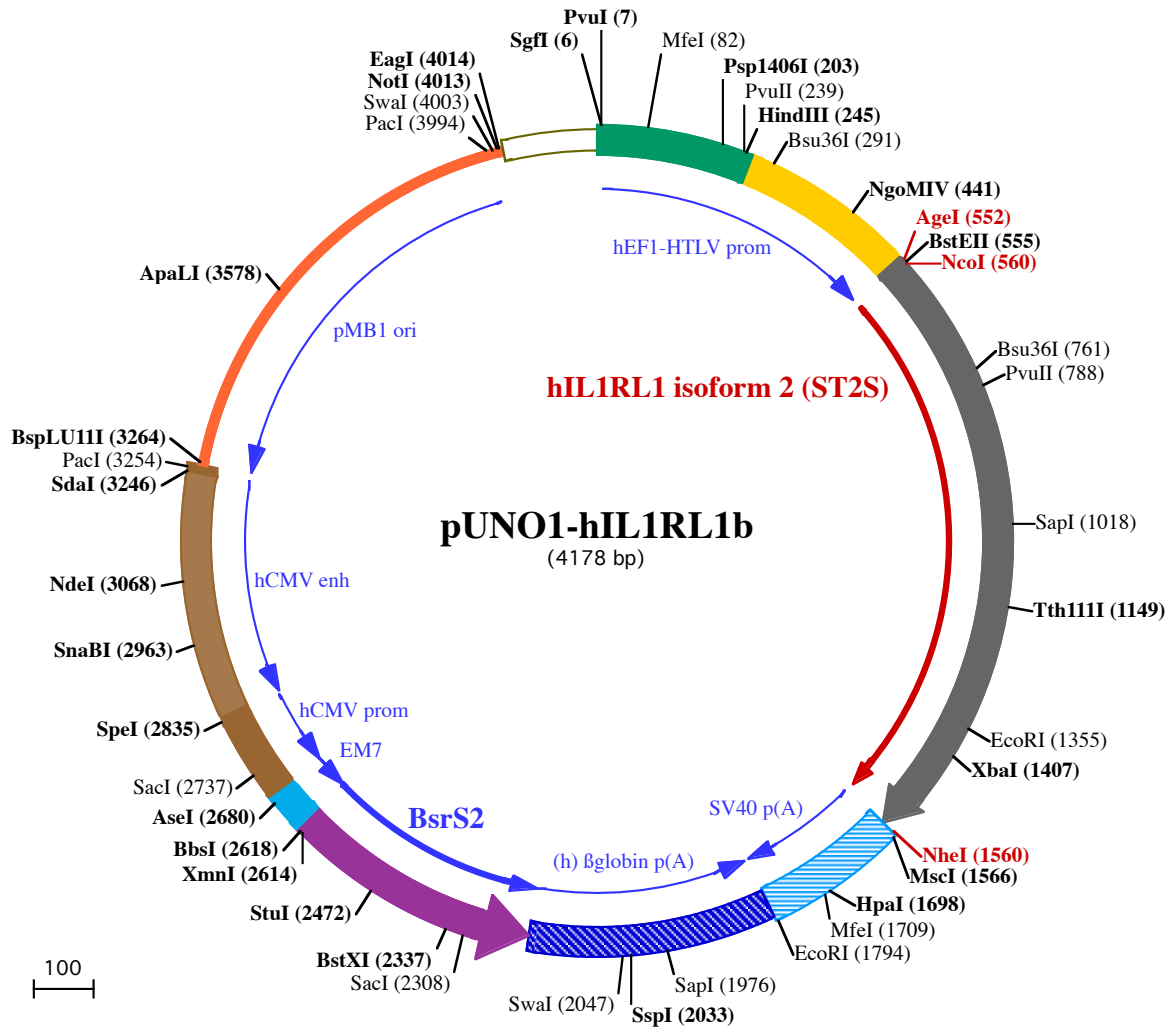 PvuI (7)
SgfI (6)
MfeI (82)
EagI (4014)
Psp1406I (203)
NotI (4013)
PvuII (239)
SwaI (4003)
HindIII (245)
PacI (3994)
Bsu36I (291)
NgoMIV (441)
AgeI (552)
BstEII (555)
hEF1-HTLV prom
NcoI (560)
ApaLI (3578)
pMB1 ori
Bsu36I (761)
PvuII (788)
hIL1RL1 isoform 2 (ST2S)
BspLU11I (3264)
PacI (3254)
SdaI (3246)
pUNO1-hIL1RL1b
SapI (1018)
(4178 bp)
hCMV enh
NdeI (3068)
Tth111I (1149)
SnaBI (2963)
hCMV prom
SpeI (2835)
EcoRI (1355)
EM7
XbaI (1407)
SacI (2737)
SV40 p(A)
AseI (2680)
BsrS2
BbsI (2618)
(h) ßglobin p(A)
NheI (1560)
XmnI (2614)
MscI (1566)
HpaI (1698)
StuI (2472)
MfeI (1709)
EcoRI (1794)
BstXI (2337)
100
SacI (2308)
SapI (1976)
SwaI (2047)
SspI (2033)